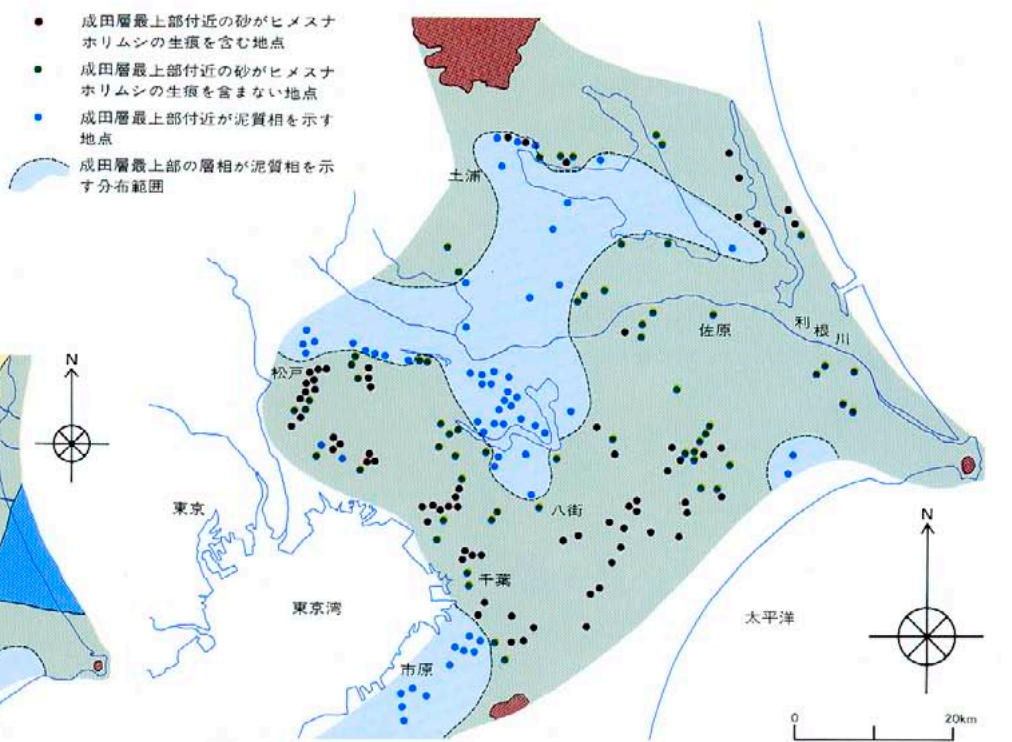 成田層最上部付近の砂がヒメスナ
ホリムシの生痕を含む地点
成田層最上部付近の砂がヒメスナ
ホリムシの生痕を含まない地点
成田層最上部付近が泥質相を示す
地点
成田層最上部の層相が泥質相を示
す分布範囲
土浦
佐原
利根川
松戸
N
東京
八街
N
千葉
東京湾
太平洋
市原
0 20km